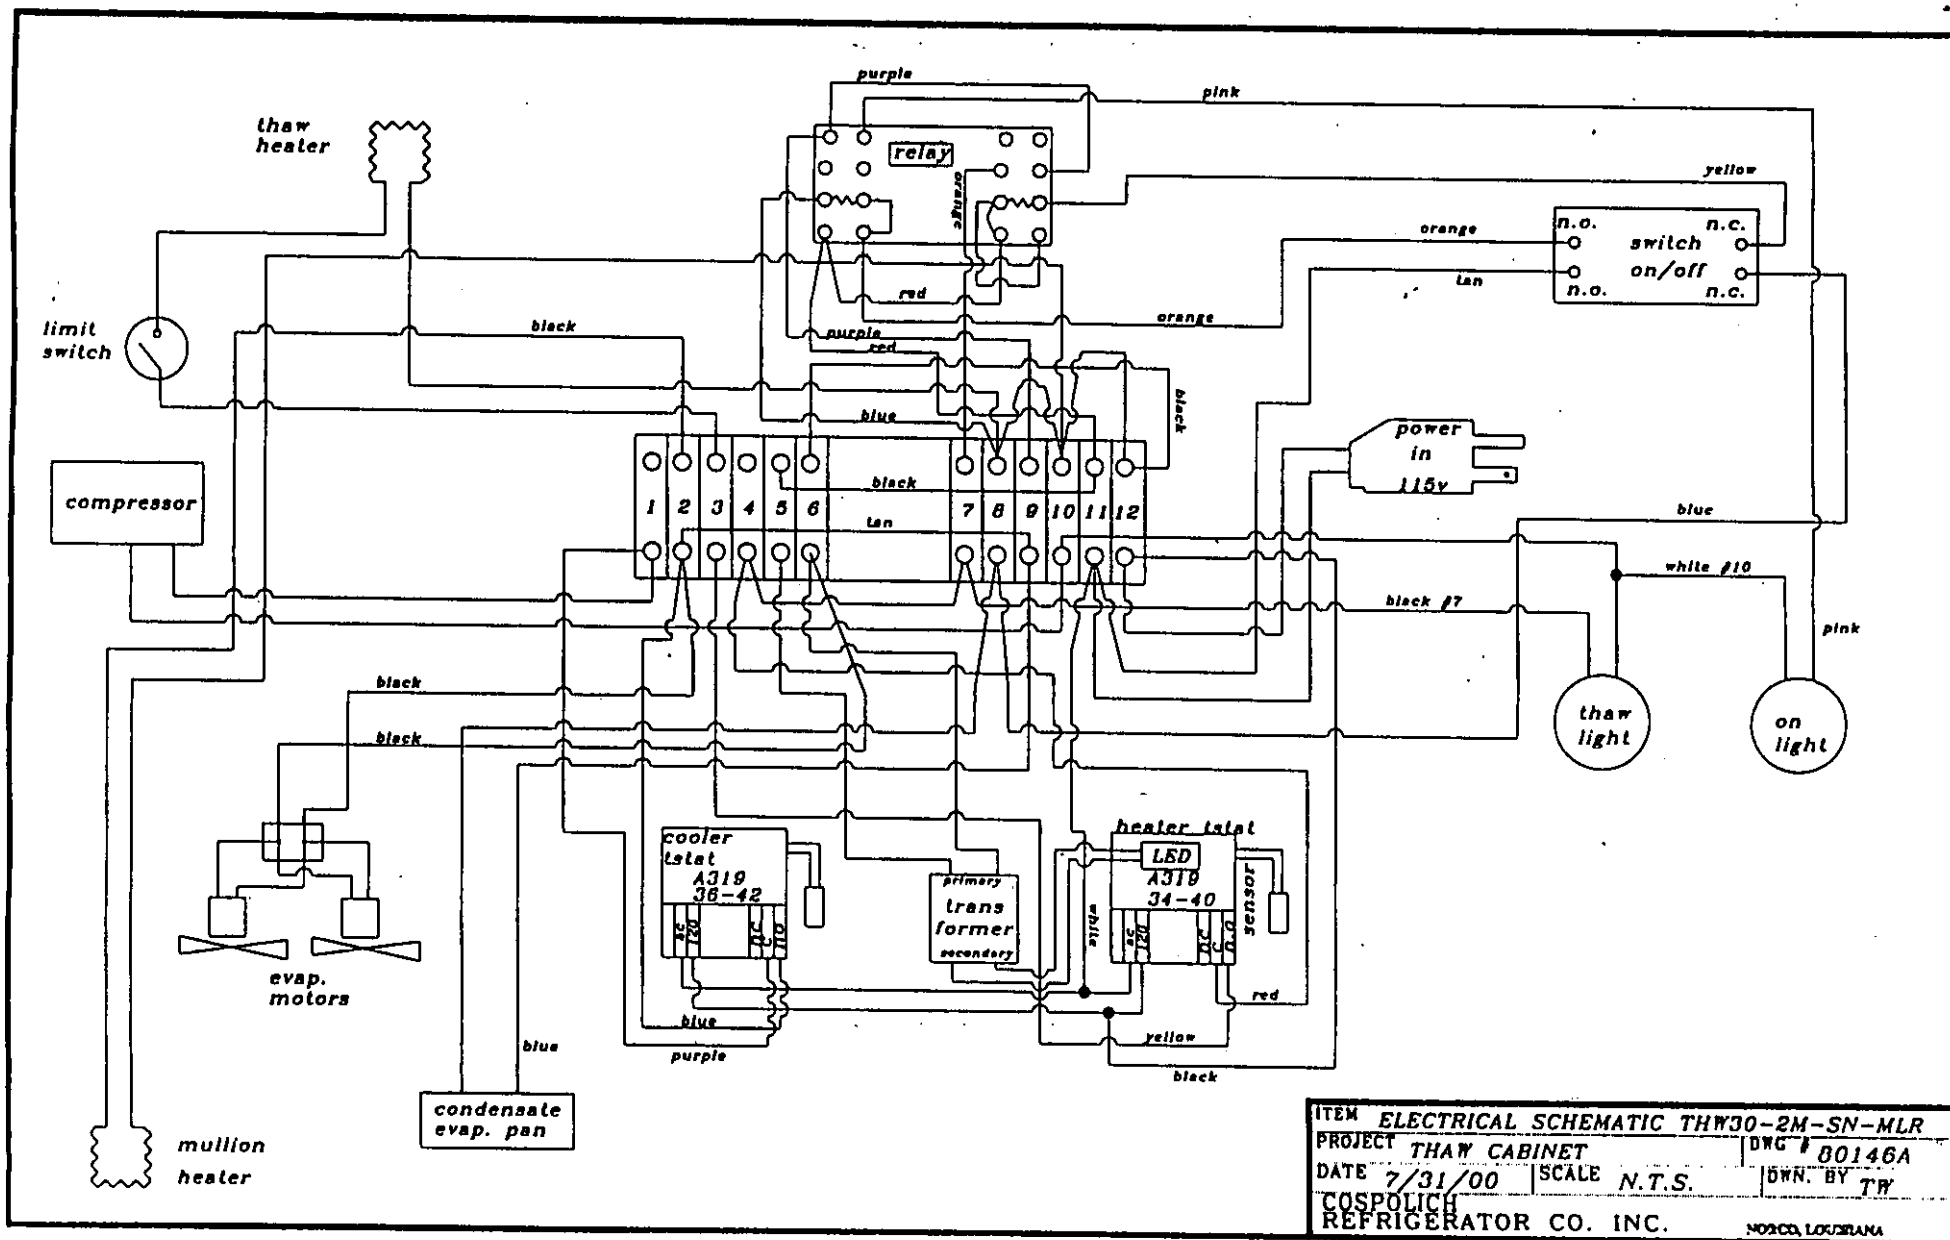 purple
pink
thaw
heater
relay
orange
yellow
n.o.
n.c.
orange
switch
tan
on/off
n.o.
n.c.
red
orange
limit
switch
black
purple
red
black
blue
power
in
115v
compressor
black
1 2 3 4 5 6 7 8 9 10 11 12
tan
blue
white #10
black #7
pink
black
thaw
light
on
light
black
cooler
tstat
A319
36-42
ac
120
n.c
c
n.o
primary
trans
former
secondary
white
heater tstat
LED
A319
34-40
ac
120
n.c
c
n.o
sensor
evap.
motors
red
blue
yellow
purple
black
blue
condensate
evap. pan
mullion
heater
ITEM ELECTRICAL SCHEMATIC THW30-2M-SN-MLR
PROJECT THAW CABINET DWG # 80146A
DATE 7/31/00 SCALE N.T.S. DWN. BY TW
COSPOLICH
REFRIGERATOR CO. INC. NORCO, LOUISIANA